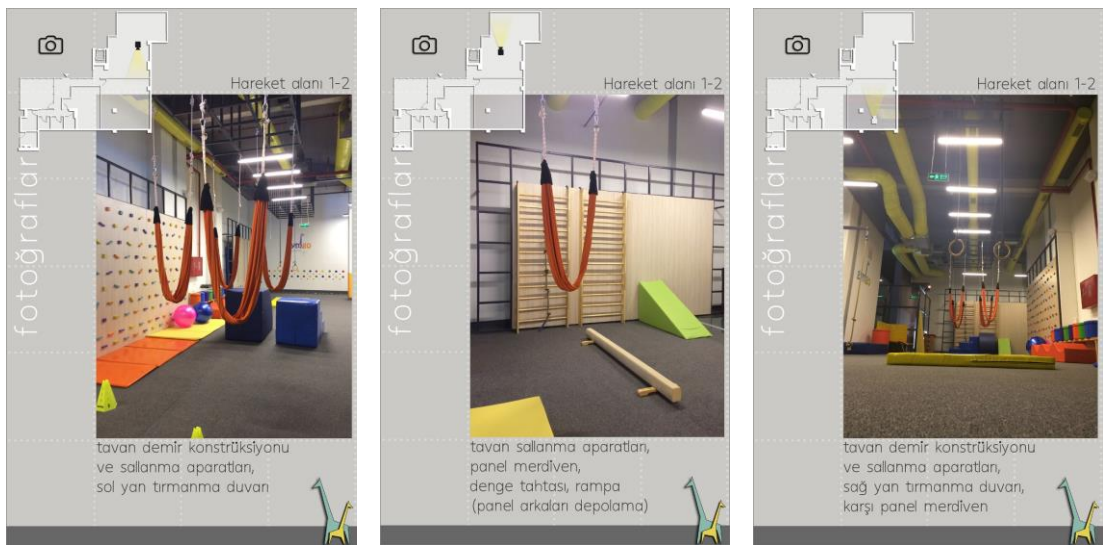 Hareket alanı 1-2
fotoğraflar
tavan demir konstrüksiyonu
ve sallanma aparatları,
sol yan tırmanma duvarı
Hareket alanı 1-2
fotoğraflar
tavan sallanma aparatları,
panel merdiven,
denge tahtası, rampa
(panel arkaları depolama)
Hareket alanı 1-2
fotoğraflar
tavan demir konstrüksiyonu
ve sallanma aparatları,
sağ yan tırmanma duvarı,
karşı panel merdiven